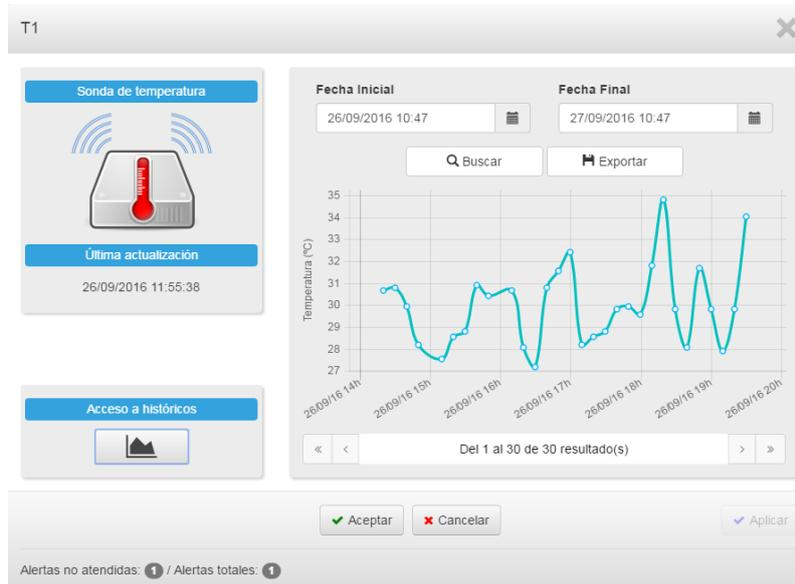 T1
Sonda de temperatura
Última actualización
26/09/2016 11:55:38
Acceso a históricos
Fecha Inicial
Fecha Final
26/09/2016 10:47
27/09/2016 10:47
Buscar
Exportar
Temperatura (ºC)
35
34
33
32
31
30
29
28
27
26/09/16 14h
26/09/16 15h
26/09/16 16h
26/09/16 17h
26/09/16 18h
26/09/16 19h
26/09/16 20h
« ‹ Del 1 al 30 de 30 resultado(s) › »
Aceptar
Cancelar
Aplicar
Alertas no atendidas: 1 / Alertas totales: 1